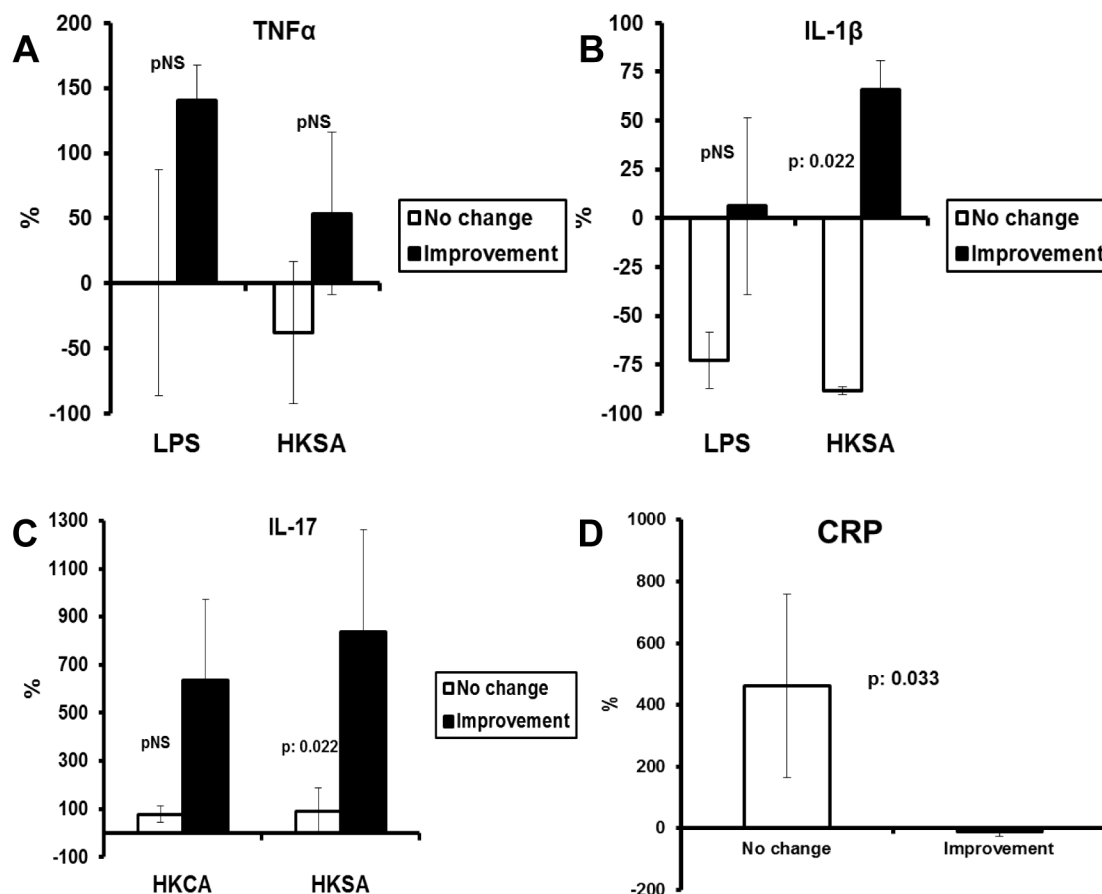 A
TNFα
200
150
100
50
0
-50
-100
%
pNS
pNS
LPS
HKSA
No change
Improvement
B
IL-1β
100
75
50
25
0
-25
-50
-75
-100
%
pNS
p: 0.022
LPS
HKSA
No change
Improvement
C
IL-17
1300
1100
900
700
500
300
100
-100
%
pNS
p: 0.022
HKCA
HKSA
No change
Improvement
D
CRP
1000
800
600
400
200
0
-200
%
p: 0.033
No change
Improvement